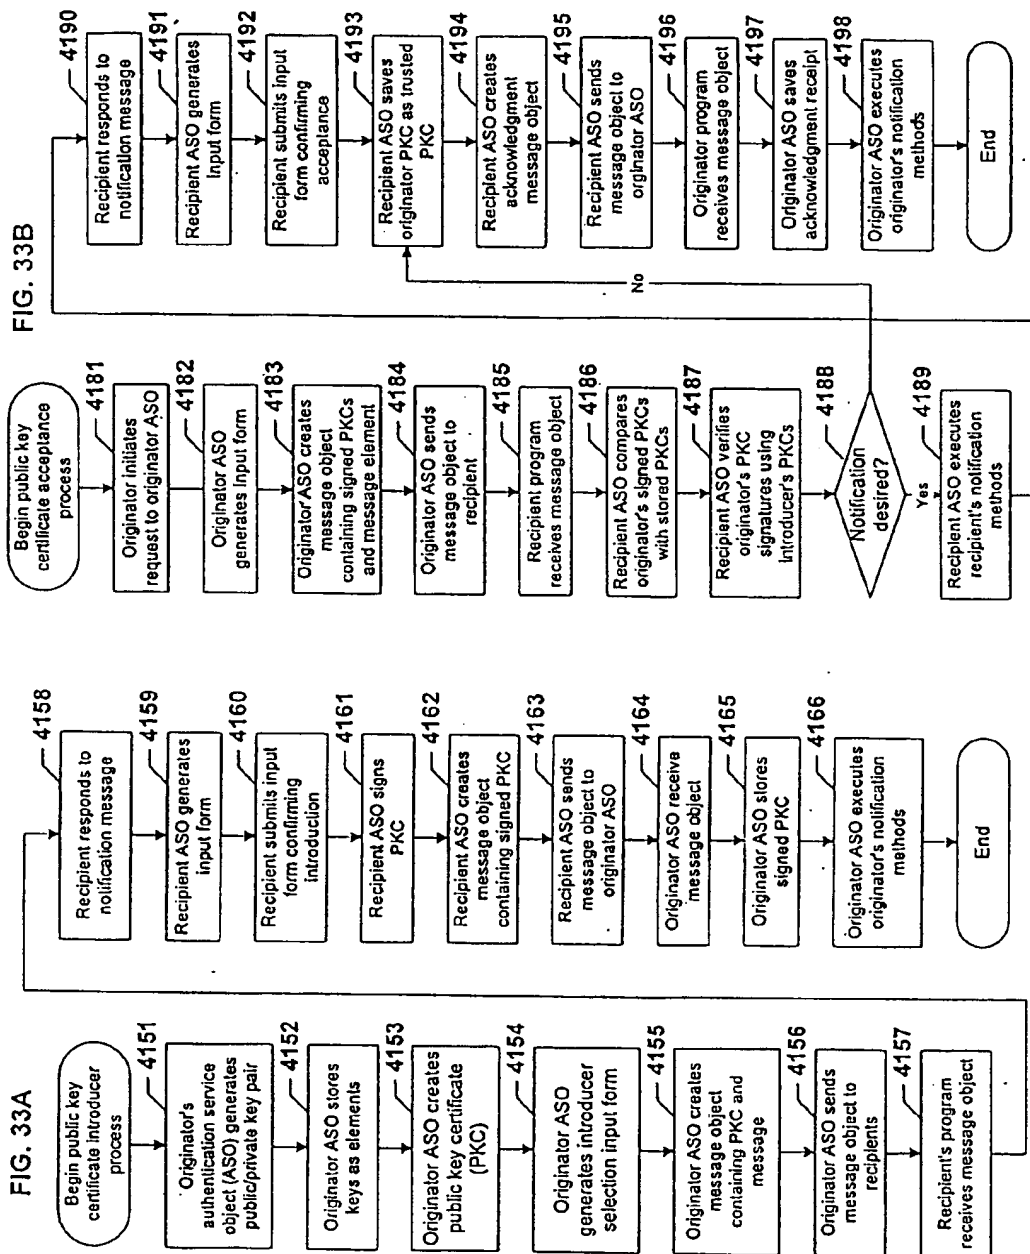 FIG. 33A
Begin public key
certificate Introducer
process
4151
Originator's
authentication service
object (ASO) generates
public/private key pair
4152
Originator ASO stores
keys as elements
4153
Originator ASO creates
public key certificate
(PKC)
4154
Originator ASO
generates introducer
selection input form
4155
Originator ASO creates
message object
containing PKC and
message
4156
Originator ASO sends
message object to
recipients
4157
Recipient's program
receives message object
4158
Recipient responds to
notification message
4159
Recipient ASO generates
input form
4160
Recipient submits input
form confirming
introduction
4161
Recipient ASO signs
PKC
4162
Recipient ASO creates
message object
containing signed PKC
4163
Recipient ASO sends
message object to
originator ASO
4164
Originator ASO receive
message object
4165
Originator ASO stores
signed PKC
4166
Originator ASO executes
originator's notification
methods
End
FIG. 33B
Begin public key
certificate acceptance
process
4181
Originator initiates
request to originator ASO
4182
Originator ASO
generates Input form
4183
Originator ASO creates
message object
containing signed PKCs
and message element
4184
Originator ASO sends
message object to
recipient
4185
Recipient program
receives message object
4186
Recipient ASO compares
originator's signed PKCs
with stored PKCs
4187
Recipient ASO verifies
originator's PKC
signatures using
Introducer's PKCs
4188
Notification
desired?
No
Yes
4189
Recipient ASO executes
recipient's notification
methods
4190
Recipient responds to
notification message
4191
Recipient ASO generates
Input form
4192
Recipient submits input
form confirming
acceptance
4193
Recipient ASO saves
originator PKC as trusted
PKC
4194
Recipient ASO creates
acknowledgment
message object
4195
Recipient ASO sends
message object to
orginator ASO
4196
Originator program
receives message object
4197
Originator ASO saves
acknowledgment receipt
4198
Originator ASO executes
originator's notification
methods
End